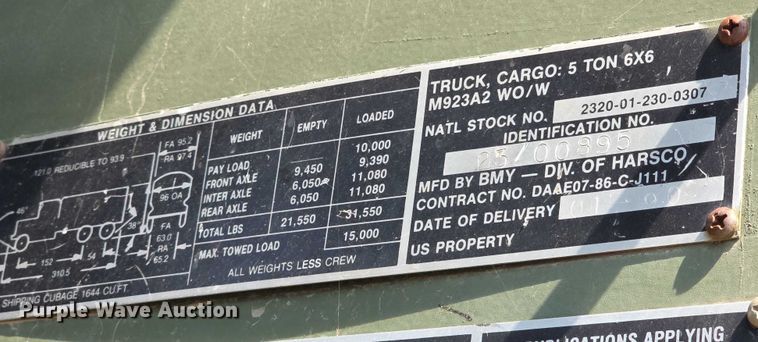 WEIGHT & DIMENSION DATA
121.0 REDUCIBLE TO 93.9
FA 95.2
RA 97.4
96 OA
46°
38°
FA
63.0
RA
65.2
152
54
310.5
SHIPPING CUBAGE 1644 CU.FT.
WEIGHT EMPTY LOADED
PAY LOAD 10,000
FRONT AXLE 9,450 9,390
INTER AXLE 6,050 11,080
REAR AXLE 6,050 11,080
TOTAL LBS 21,550 31,550
MAX. TOWED LOAD 15,000
ALL WEIGHTS LESS CREW
TRUCK, CARGO: 5 TON 6X6
M923A2 WO/W
NATL STOCK NO. 2320-01-230-0307
IDENTIFICATION NO.
05/00895
MFD BY BMY — DIV. OF HARSCO
CONTRACT NO. DAAE07-86-C-J111
DATE OF DELIVERY
US PROPERTY
Purple Wave Auction
APPLYING